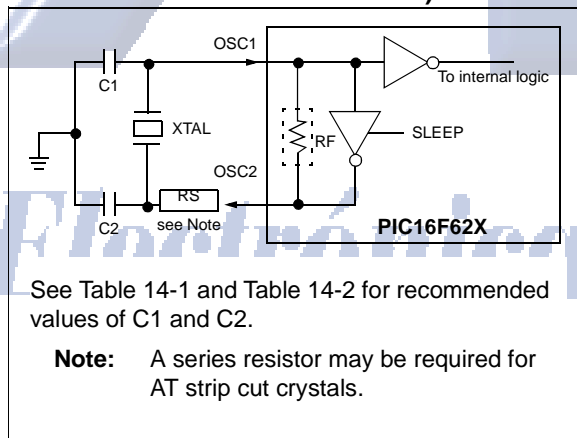 OSC1
To internal logic
C1
XTAL
RF
SLEEP
OSC2
RS
see Note
C2
PIC16F62X
Electrónica
See Table 14-1 and Table 14-2 for recommended
values of C1 and C2.
Note: A series resistor may be required for
AT strip cut crystals.